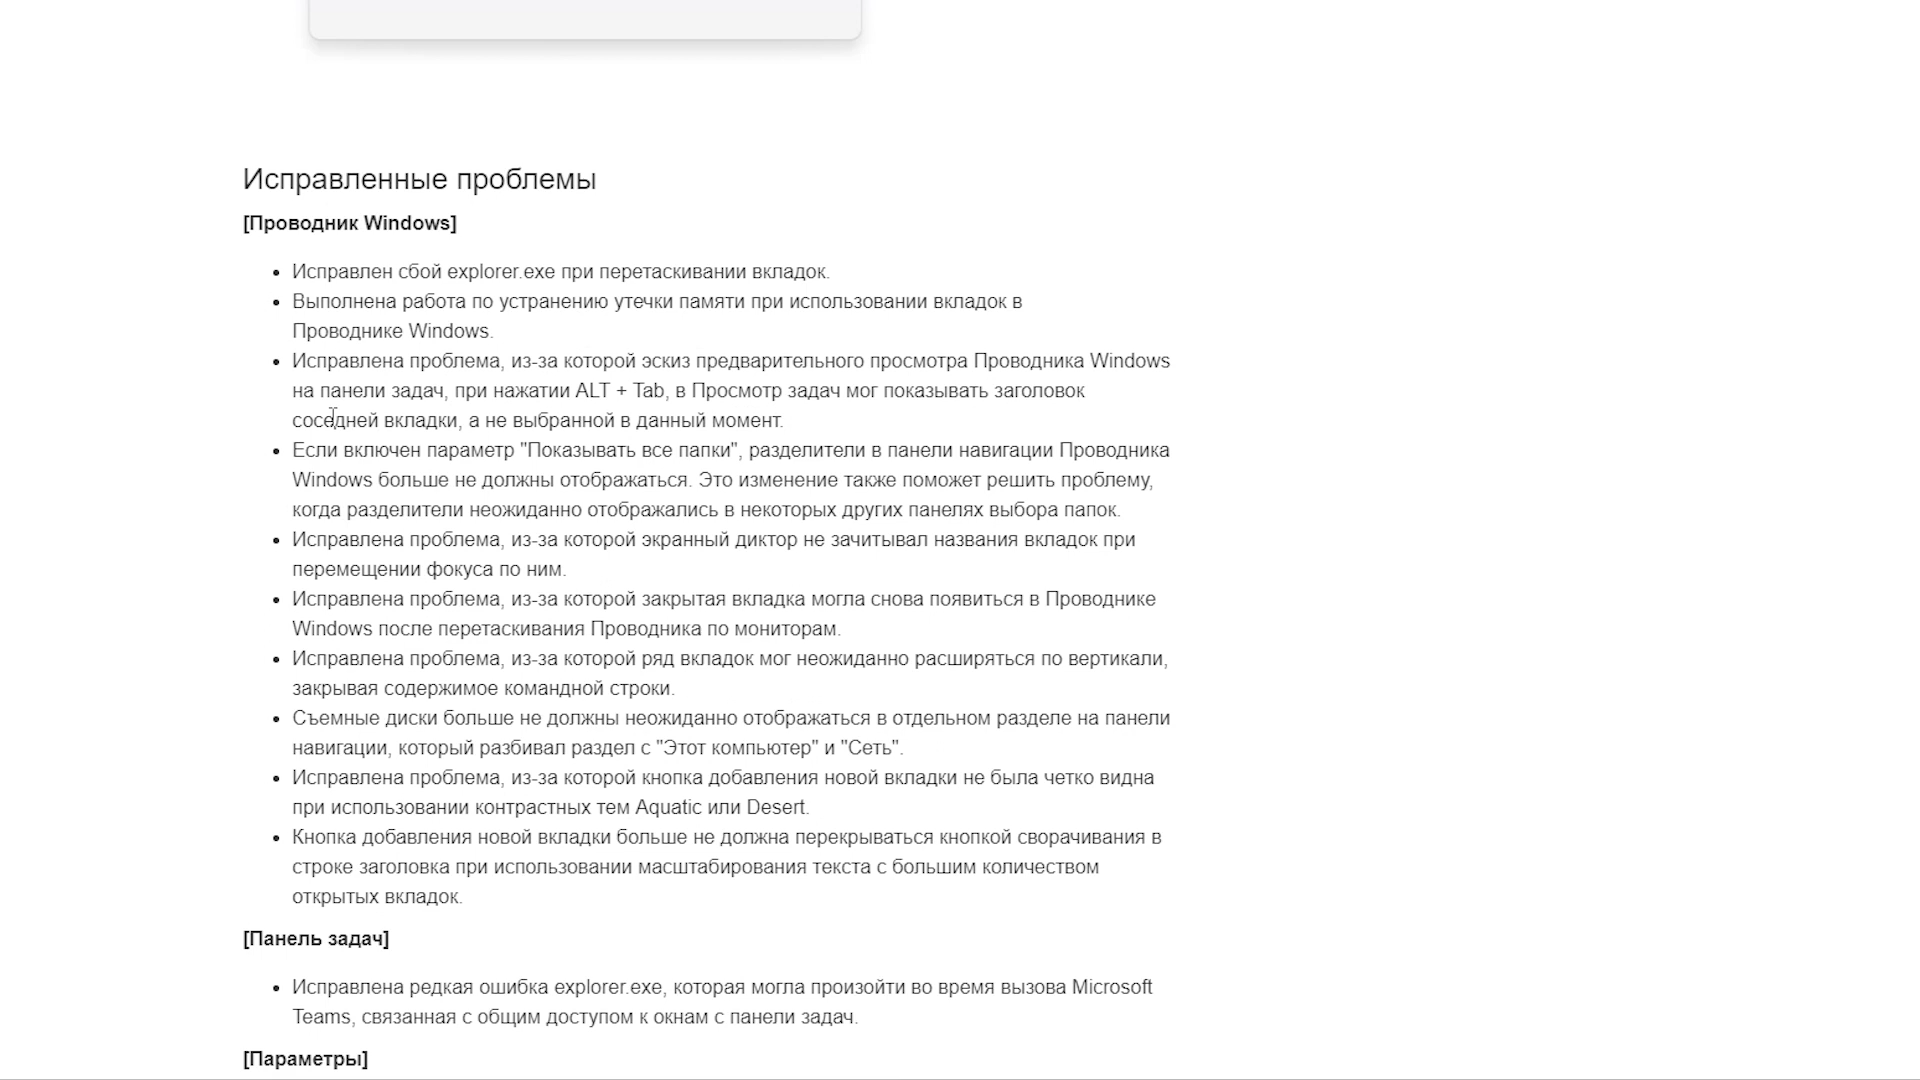 Исправленные проблемы
[Проводник Windows]
Исправлен сбой explorer.exe при перетаскивании вкладок.
Выполнена работа по устранению утечки памяти при использовании вкладок в
Проводнике Windows.
Исправлена проблема, из-за которой эскиз предварительного просмотра Проводника Windows
на панели задач, при нажатии ALT + Tab, в Просмотр задач мог показывать заголовок
соседней вкладки, а не выбранной в данный момент.
Если включен параметр "Показывать все папки", разделители в панели навигации Проводника
Windows больше не должны отображаться. Это изменение также поможет решить проблему,
когда разделители неожиданно отображались в некоторых других панелях выбора папок.
Исправлена проблема, из-за которой экранный диктор не зачитывал названия вкладок при
перемещении фокуса по ним.
Исправлена проблема, из-за которой закрытая вкладка могла снова появиться в Проводнике
Windows после перетаскивания Проводника по мониторам.
Исправлена проблема, из-за которой ряд вкладок мог неожиданно расширяться по вертикали,
закрывая содержимое командной строки.
Съемные диски больше не должны неожиданно отображаться в отдельном разделе на панели
навигации, который разбивал раздел с "Этот компьютер" и "Сеть".
Исправлена проблема, из-за которой кнопка добавления новой вкладки не была четко видна
при использовании контрастных тем Aquatic или Desert.
Кнопка добавления новой вкладки больше не должна перекрываться кнопкой сворачивания в
строке заголовка при использовании масштабирования текста с большим количеством
открытых вкладок.
[Панель задач]
Исправлена редкая ошибка explorer.exe, которая могла произойти во время вызова Microsoft
Teams, связанная с общим доступом к окнам с панели задач.
[Параметры]